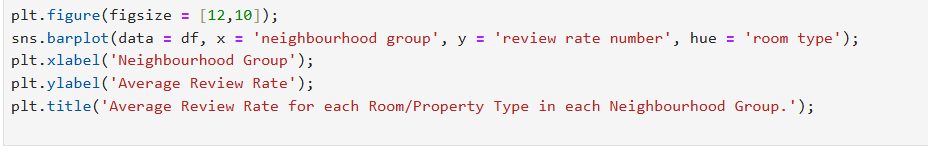 plt.figure(figsize = [12,10]);
sns.barplot(data = df, x = 'neighbourhood group', y = 'review rate number', hue = 'room type');
plt.xlabel('Neighbourhood Group');
plt.ylabel('Average Review Rate');
plt.title('Average Review Rate for each Room/Property Type in each Neighbourhood Group.');